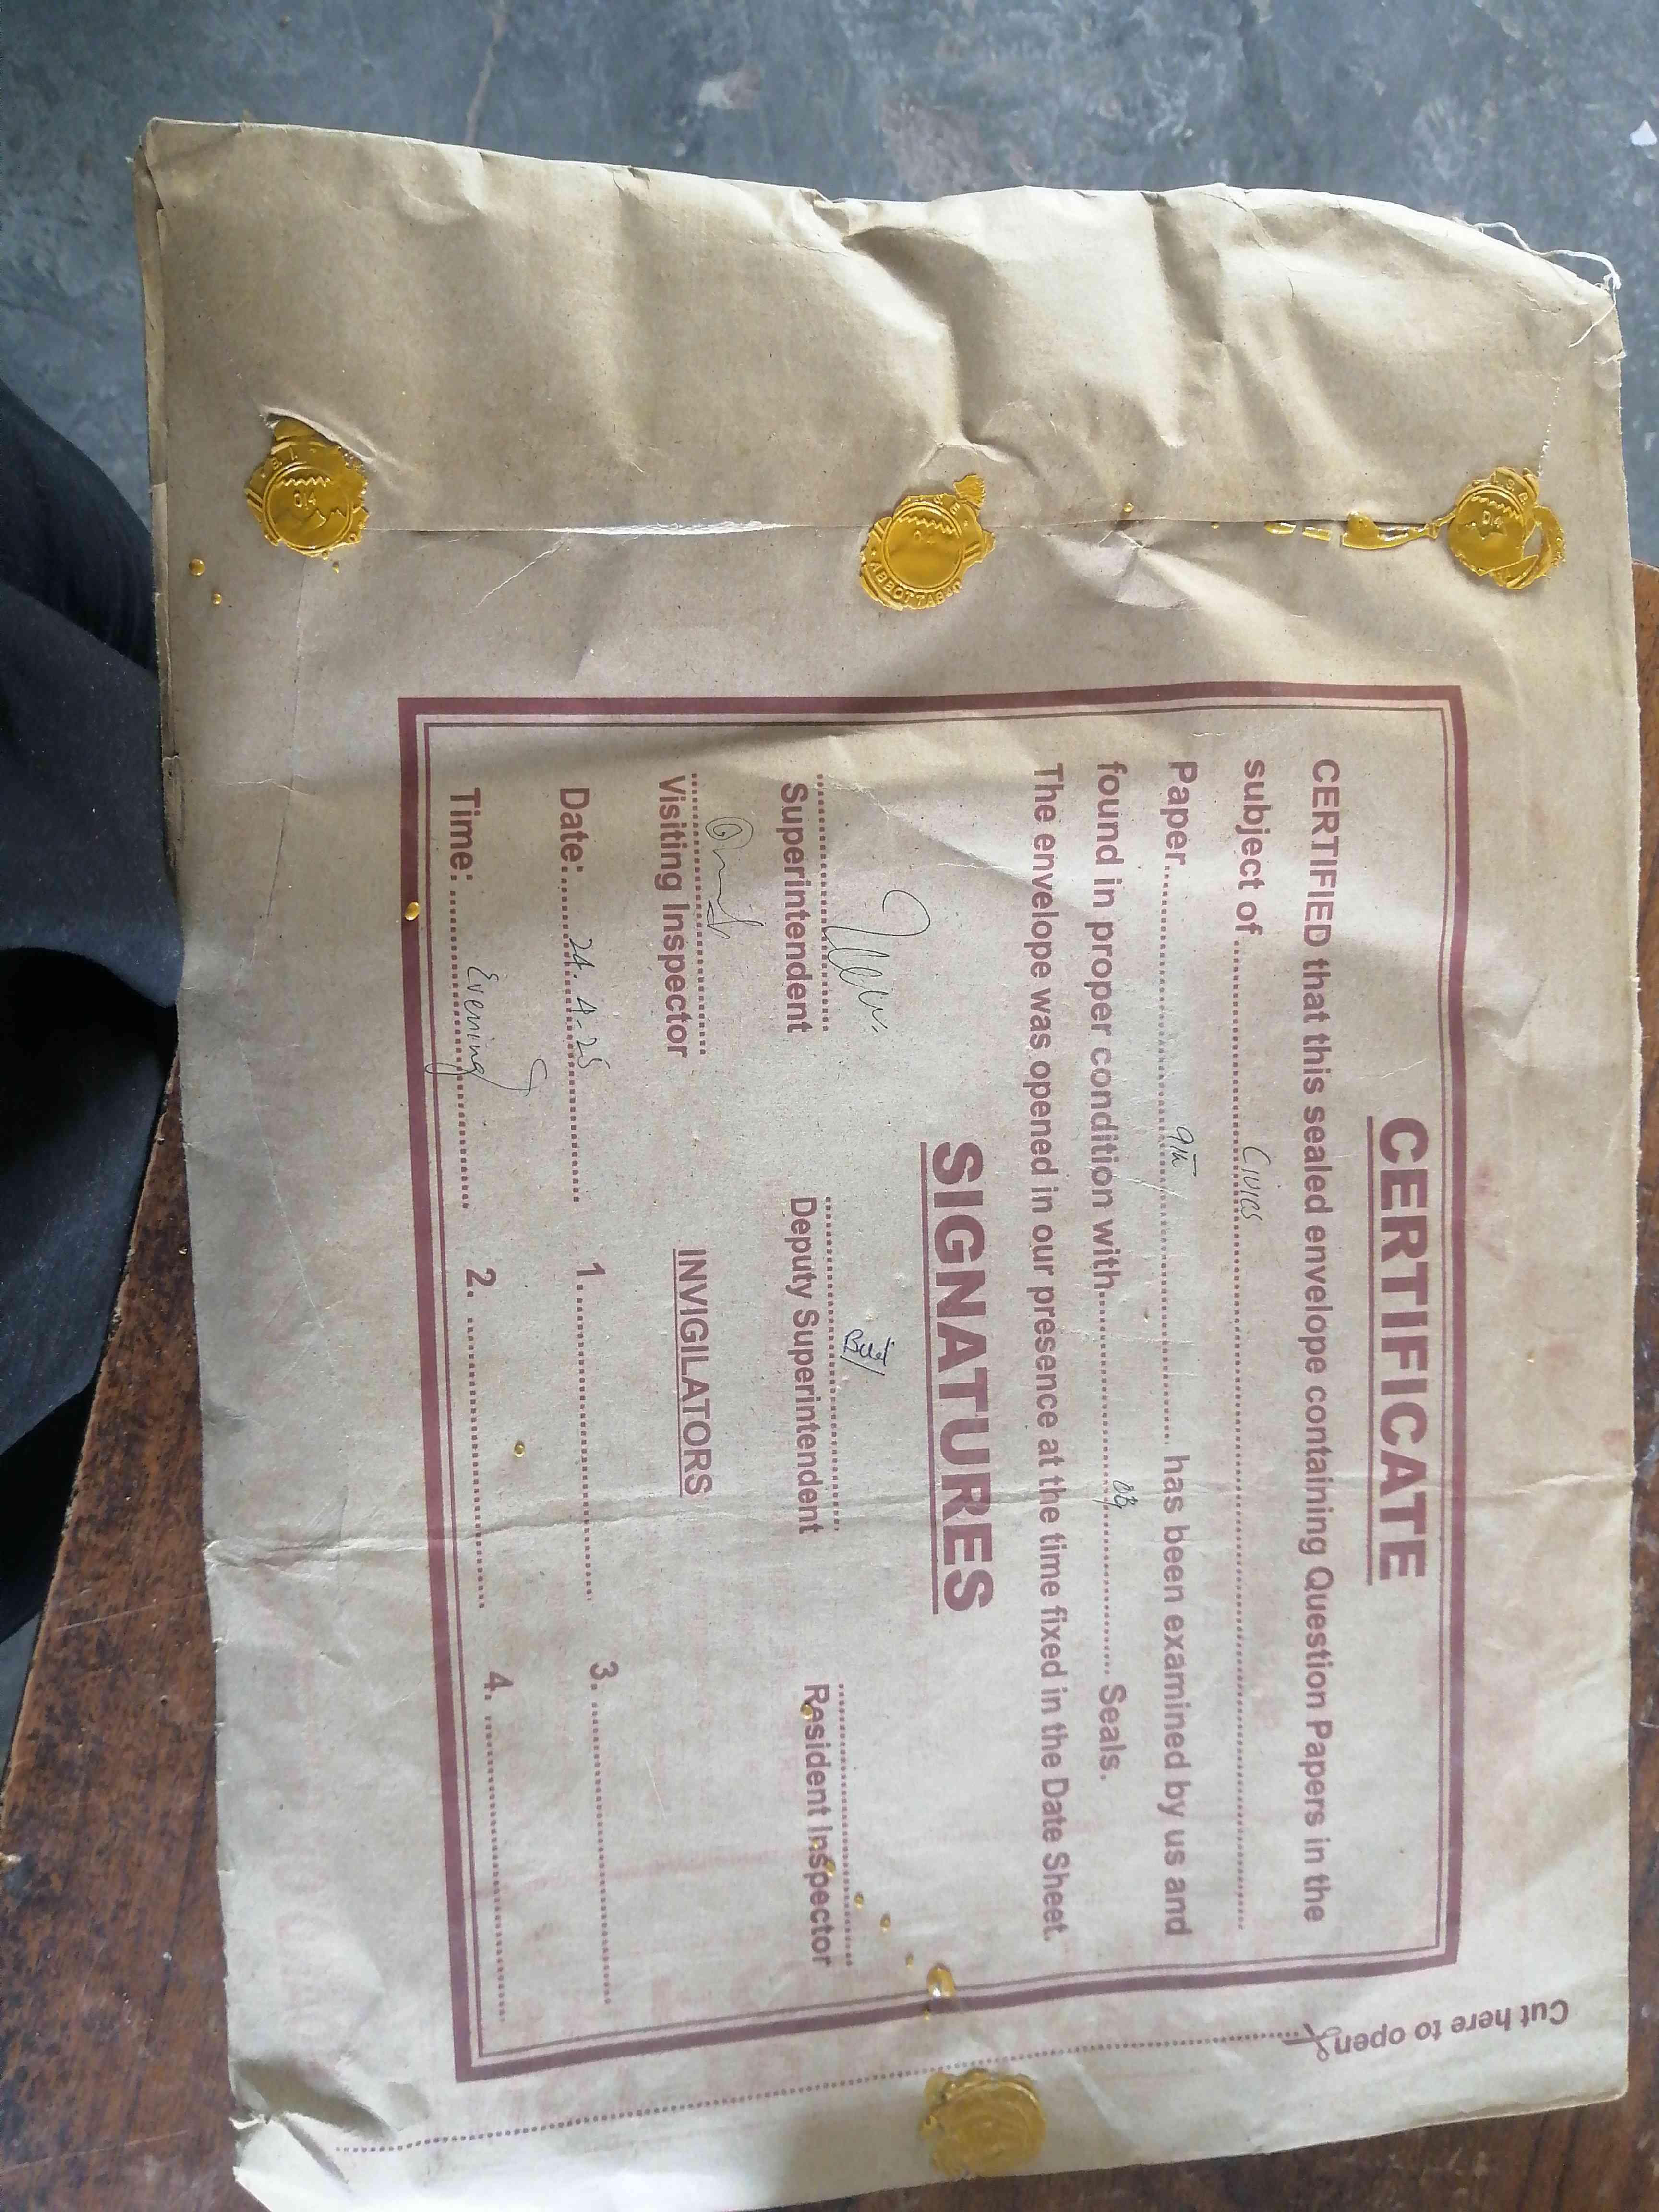 CERTIFICATE
CERTIFIED that this sealed envelope containing Question Papers in the
subject of Civics
Paper 9th has been examined by us and
found in proper condition with Seals.
The envelope was opened in our presence at the time fixed in the Date Sheet.
SIGNATURES
Superintendent Deputy Superintendent Resident Inspector
Visiting Inspector
INVIGILATORS
Date: 24.4-25 1. 3.
Time: Evening 2. 4.
Cut here to open
ABBOTTABAD